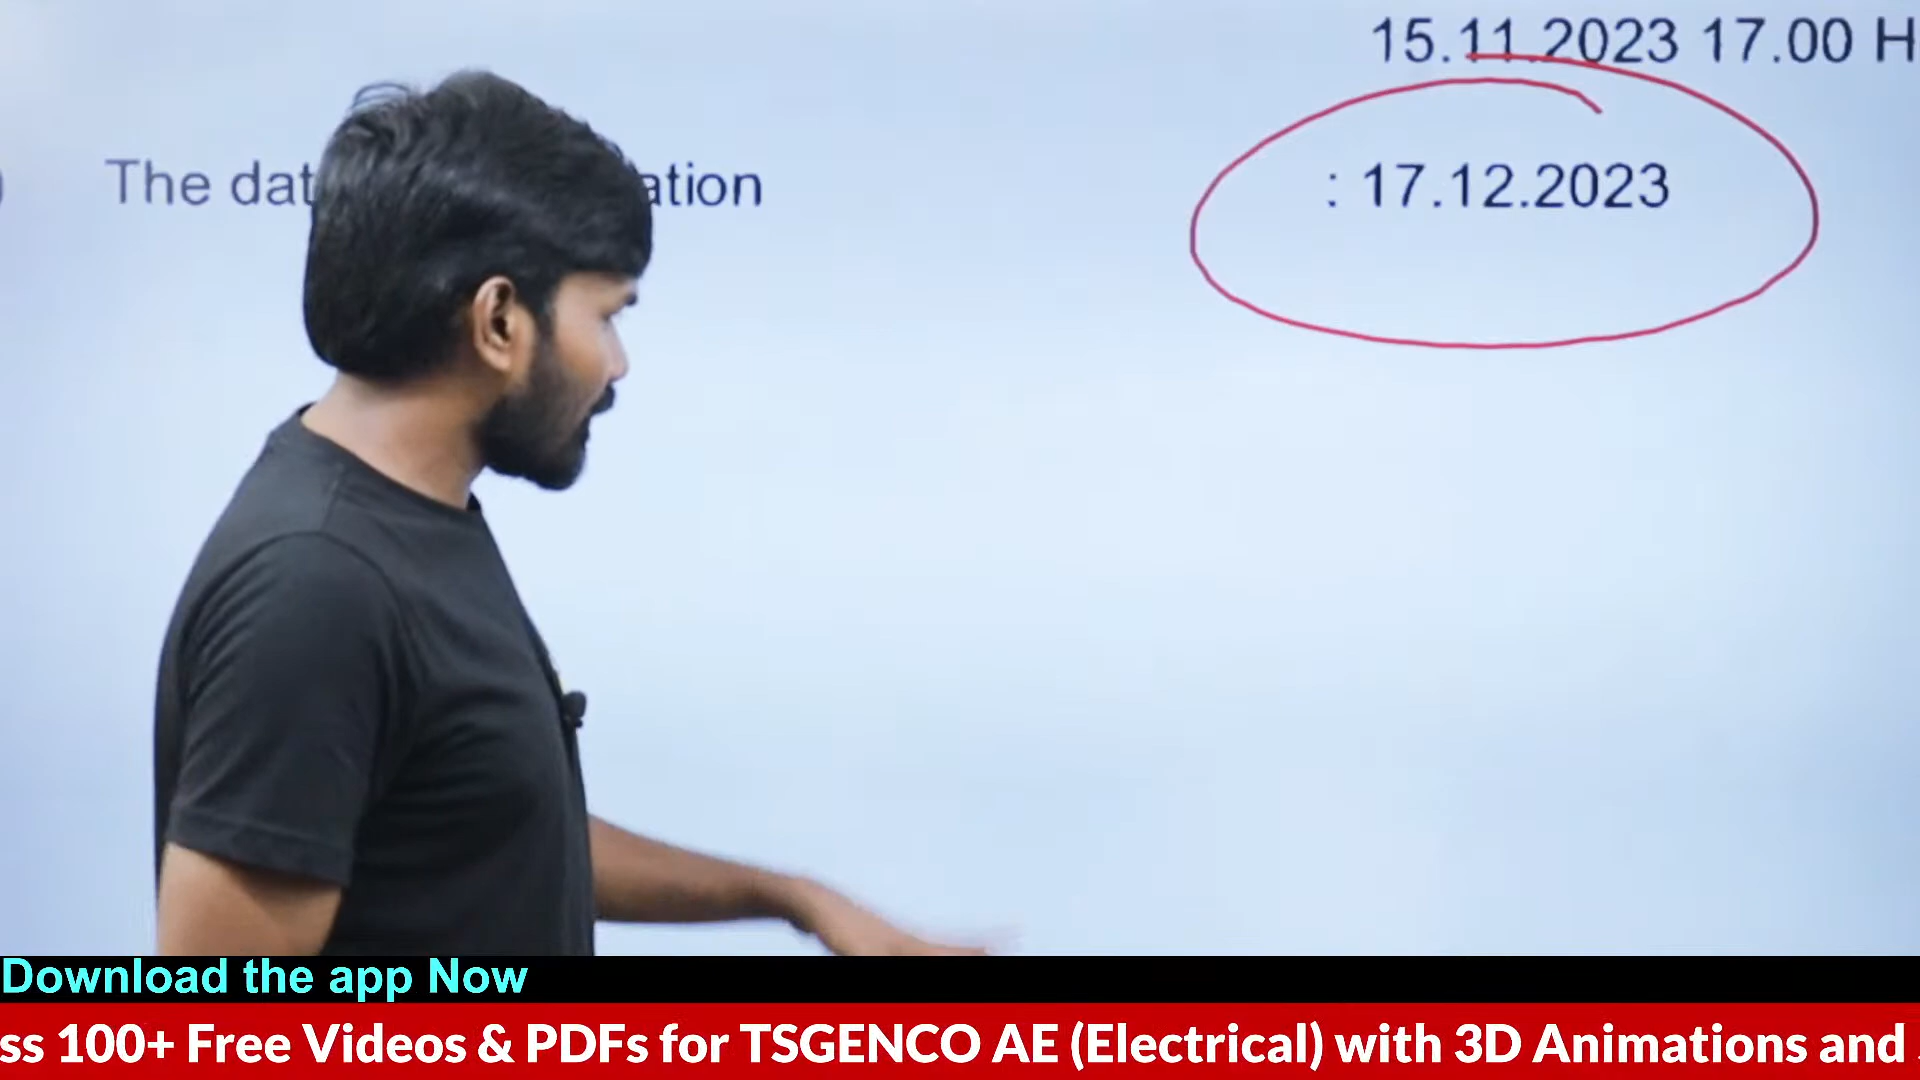 15.11.2023 17.00 H
The dat ation : 17.12.2023
Download the app Now
ss 100+ Free Videos & PDFs for TSGENCO AE (Electrical) with 3D Animations and